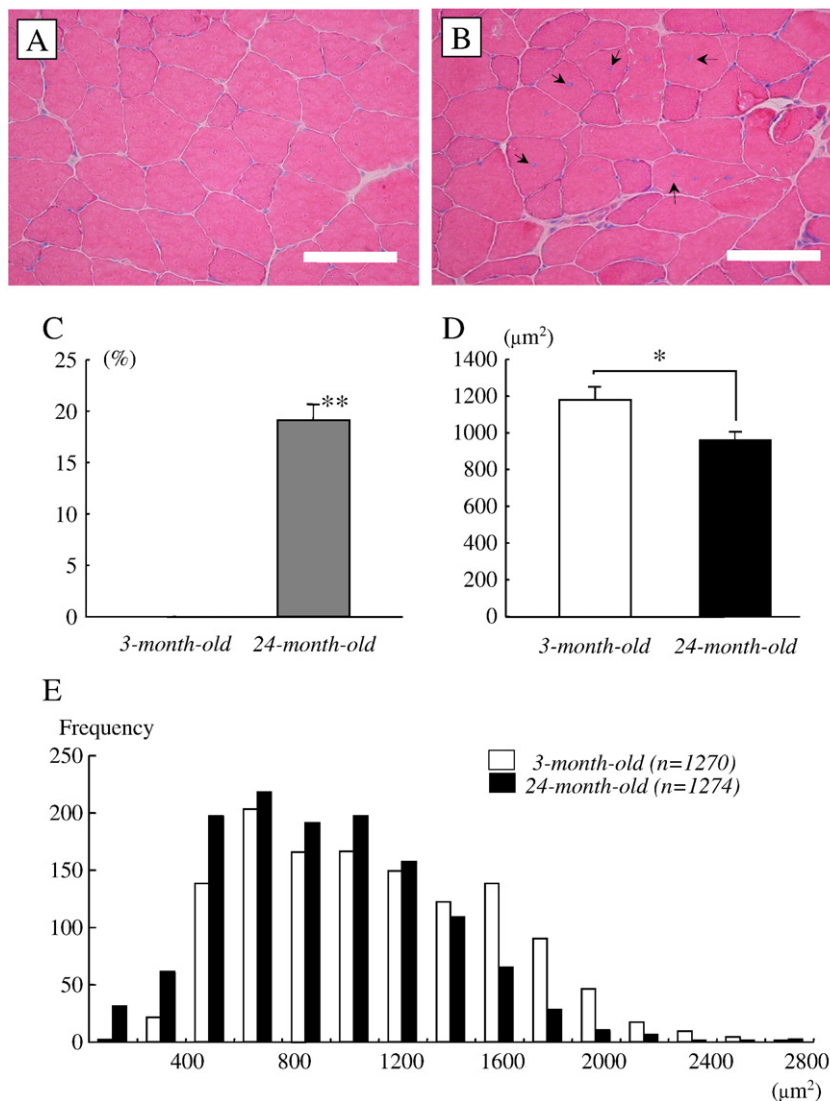 A
B
C
(%)
25
20
15
10
5
0
**
3-month-old 24-month-old
D
(µm²)
1400
1200
1000
800
600
400
200
0
*
3-month-old 24-month-old
E
Frequency
250
200
150
100
50
0
3-month-old (n=1270)
24-month-old (n=1274)
400 800 1200 1600 2000 2400 2800
(µm²)